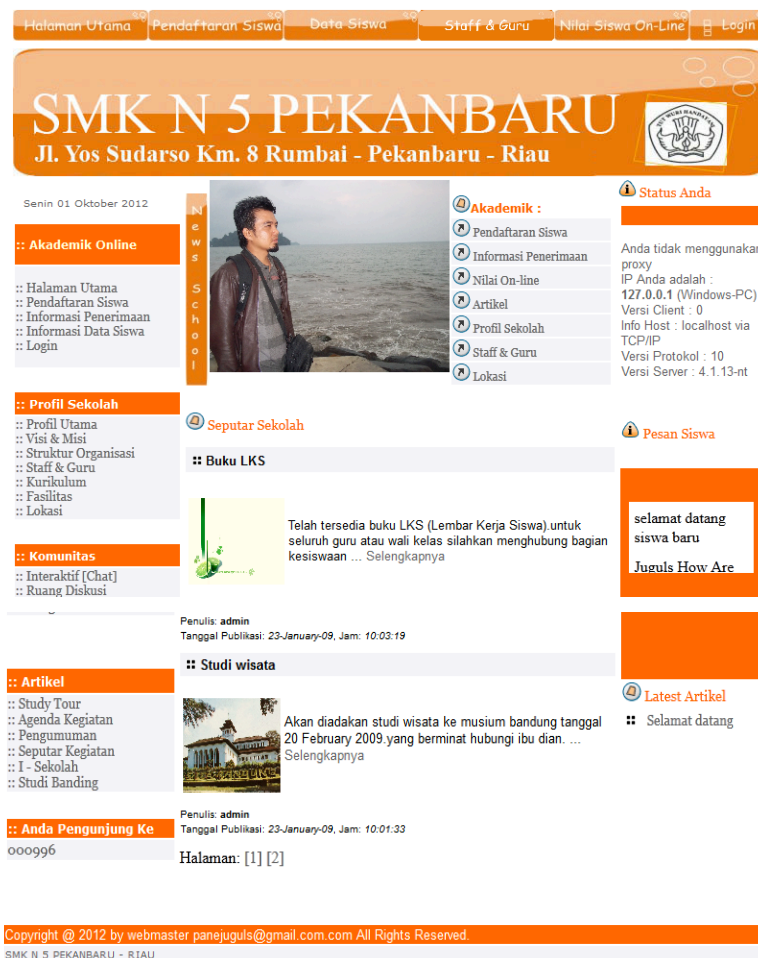 Halaman Utama
Pendaftaran Siswa
Data Siswa
Staff & Guru
Nilai Siswa On-Line
Login
SMK N 5 PEKANBARU
Jl. Yos Sudarso Km. 8 Rumbai - Pekanbaru - Riau
TUT WURI HANDAYANI
Senin 01 Oktober 2012
:: Akademik Online
:: Halaman Utama
:: Pendaftaran Siswa
:: Informasi Penerimaan
:: Informasi Data Siswa
:: Login
:: Profil Sekolah
:: Profil Utama
:: Visi & Misi
:: Struktur Organisasi
:: Staff & Guru
:: Kurikulum
:: Fasilitas
:: Lokasi
:: Komunitas
:: Interaktif [Chat]
:: Ruang Diskusi
:: Artikel
:: Study Tour
:: Agenda Kegiatan
:: Pengumuman
:: Seputar Kegiatan
:: I - Sekolah
:: Studi Banding
:: Anda Pengunjung Ke
000996
News School
Akademik :
Pendaftaran Siswa
Informasi Penerimaan
Nilai On-line
Artikel
Profil Sekolah
Staff & Guru
Lokasi
Seputar Sekolah
:: Buku LKS
Telah tersedia buku LKS (Lembar Kerja Siswa).untuk
seluruh guru atau wali kelas silahkan menghubung bagian
kesiswaan ... Selengkapnya
Penulis: admin
Tanggal Publikasi: 23-January-09, Jam: 10:03:19
:: Studi wisata
Akan diadakan studi wisata ke musium bandung tanggal
20 February 2009.yang berminat hubungi ibu dian. ...
Selengkapnya
Penulis: admin
Tanggal Publikasi: 23-January-09, Jam: 10:01:33
Halaman: [1] [2]
Status Anda
Anda tidak menggunakan
proxy
IP Anda adalah :
127.0.0.1 (Windows-PC)
Versi Client : 0
Info Host : localhost via
TCP/IP
Versi Protokol : 10
Versi Server : 4.1.13-nt
Pesan Siswa
selamat datang
siswa baru
Juguls How Are
Latest Artikel
:: Selamat datang
Copyright @ 2012 by webmaster panejuguls@gmail.com.com All Rights Reserved.
SMK N 5 PEKANBARU - RIAU